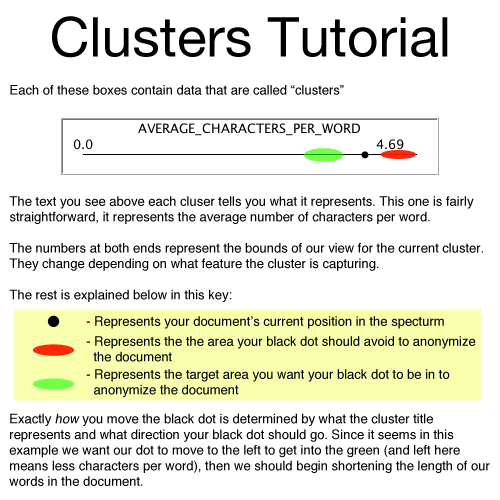 Clusters Tutorial
Each of these boxes contain data that are called “clusters”
AVERAGE_CHARACTERS_PER_WORD
0.0 4.69
The text you see above each cluser tells you what it represents. This one is fairly
straightforward, it represents the average number of characters per word.
The numbers at both ends represent the bounds of our view for the current cluster.
They change depending on what feature the cluster is capturing.
The rest is explained below in this key:
- Represents your document's current position in the specturm
- Represents the the area your black dot should avoid to anonymize
the document
- Represents the target area you want your black dot to be in to
anonymize the document
Exactly how you move the black dot is determined by what the cluster title
represents and what direction your black dot should go. Since it seems in this
example we want our dot to move to the left to get into the green (and left here
means less characters per word), then we should begin shortening the length of our
words in the document.